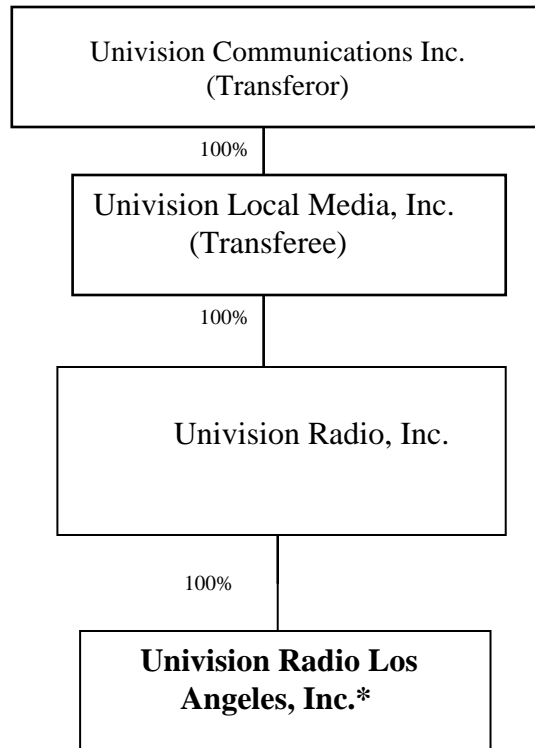 Univision Communications Inc.
(Transferor)
100%
Univision Local Media, Inc.
(Transferee)
100%
Univision Radio, Inc.
100%
Univision Radio Los
Angeles, Inc.*